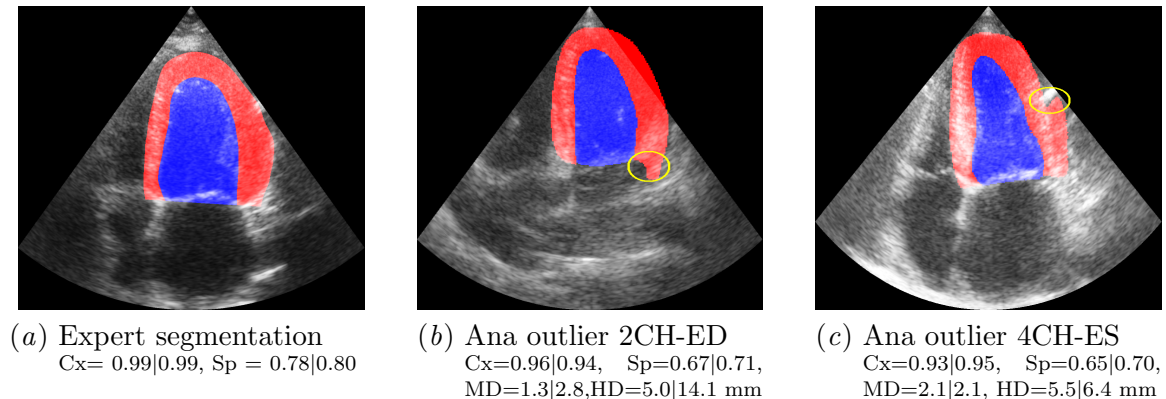 (a) Expert segmentation
Cx= 0.99|0.99, Sp = 0.78|0.80
(b) Ana outlier 2CH-ED
Cx=0.96|0.94, Sp=0.67|0.71,
MD=1.3|2.8,HD=5.0|14.1 mm
(c) Ana outlier 4CH-ES
Cx=0.93|0.95, Sp=0.65|0.70,
MD=2.1|2.1, HD=5.5|6.4 mm